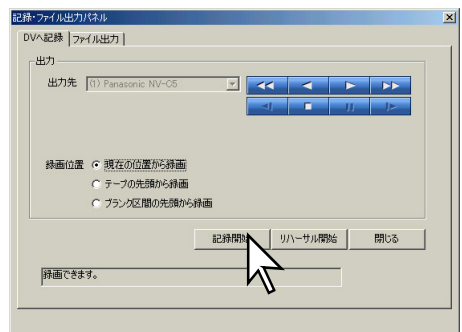 記録・ファイル出力パネル
DVへ記録 ファイル出力
出力
出力先 (1) Panasonic NV-C5
録画位置 現在の位置から録画
テープの先頭から録画
ブランク区間の先頭から録画
記録開始 リハーサル開始 閉じる
録画できます。